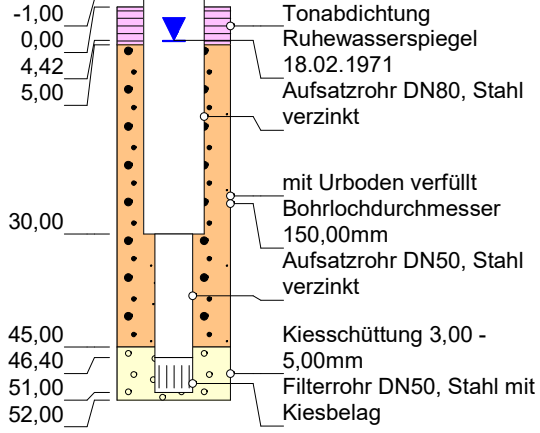 -1,00
0,00
4,42
5,00
30,00
45,00
46,40
51,00
52,00
Tonabdichtung
Ruhewasserspiegel
18.02.1971
Aufsatzrohr DN80, Stahl
verzinkt
mit Urboden verfüllt
Bohrlochdurchmesser
150,00mm
Aufsatzrohr DN50, Stahl
verzinkt
Kiesschüttung 3,00 -
5,00mm
Filterrohr DN50, Stahl mit
Kiesbelag